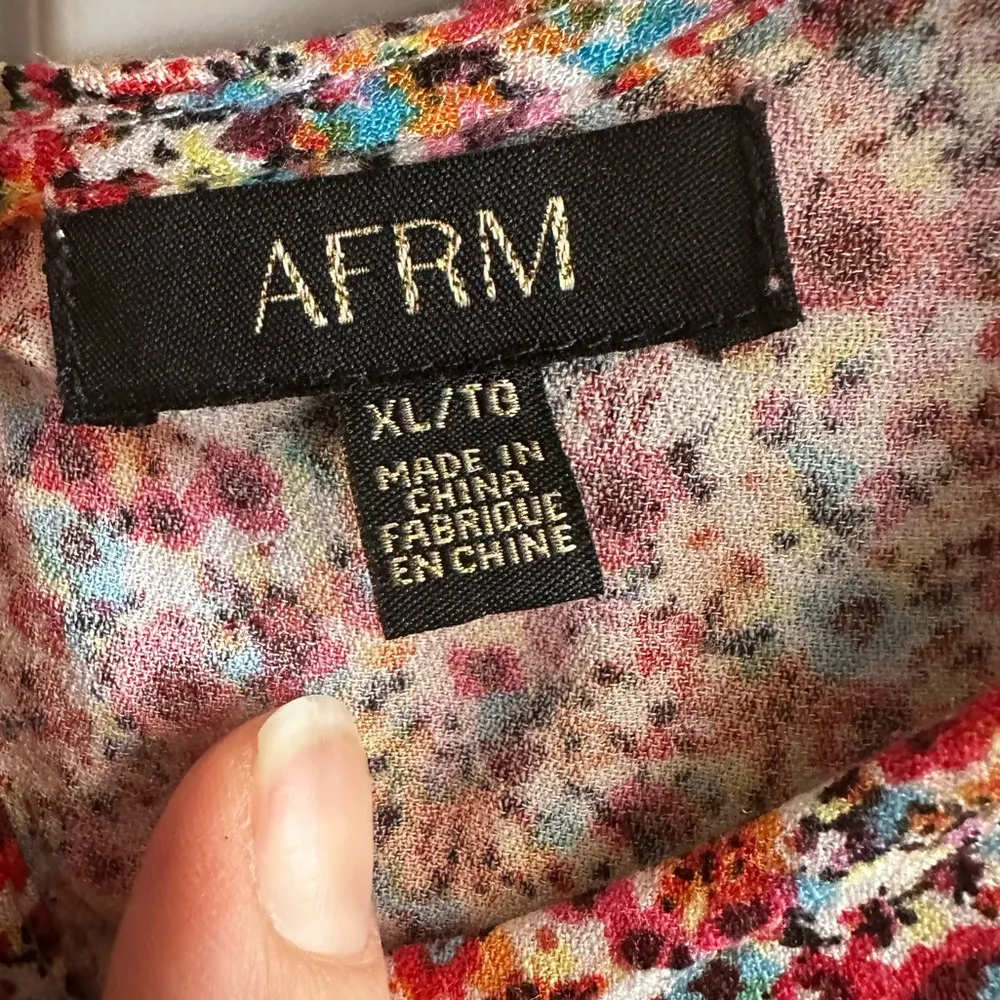 AFRM
XL/TG
MADE IN
CHINA
FABRIQUE
EN CHINE